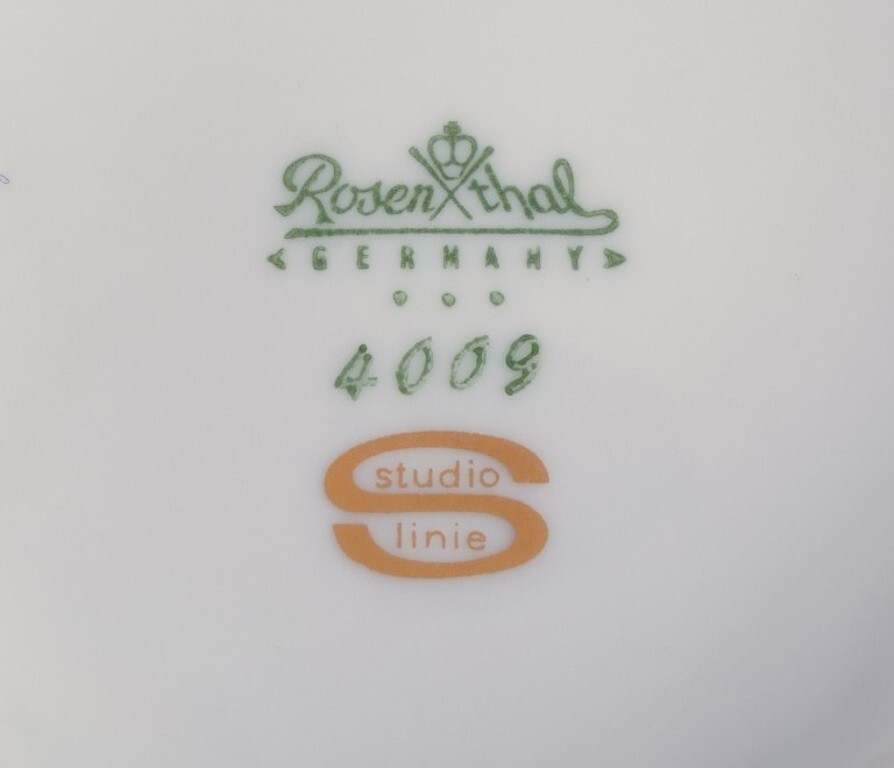 Rosenthal
GERMANY
4009
studio
linie